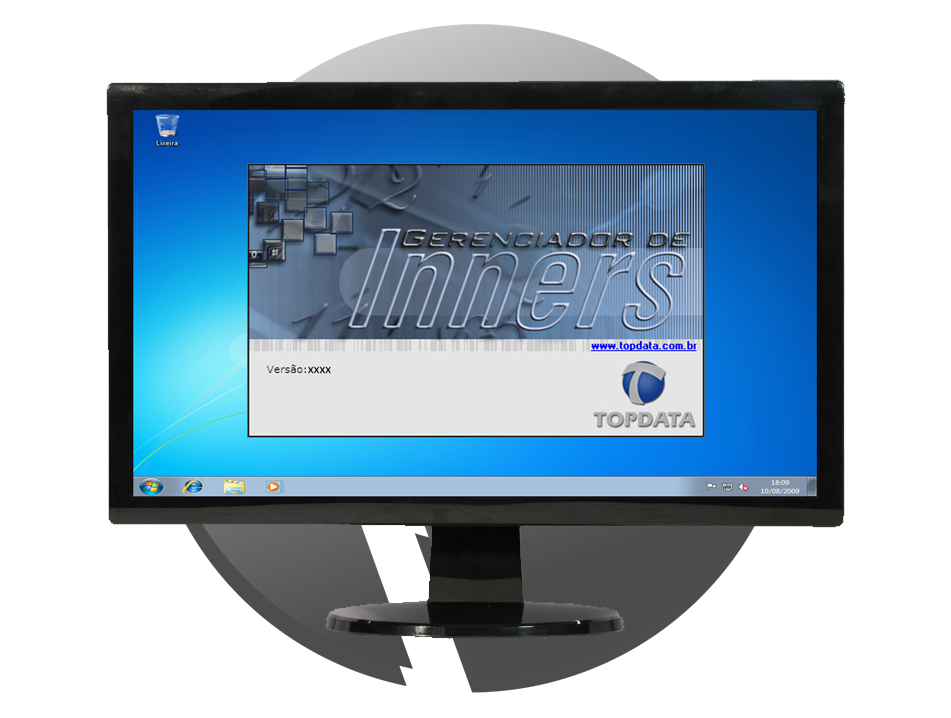 Lixeira
GERENCIADOR DE
Inners
www.topdata.com.br
Versão:xxxx
TOPDATA
18:09
10/08/2009